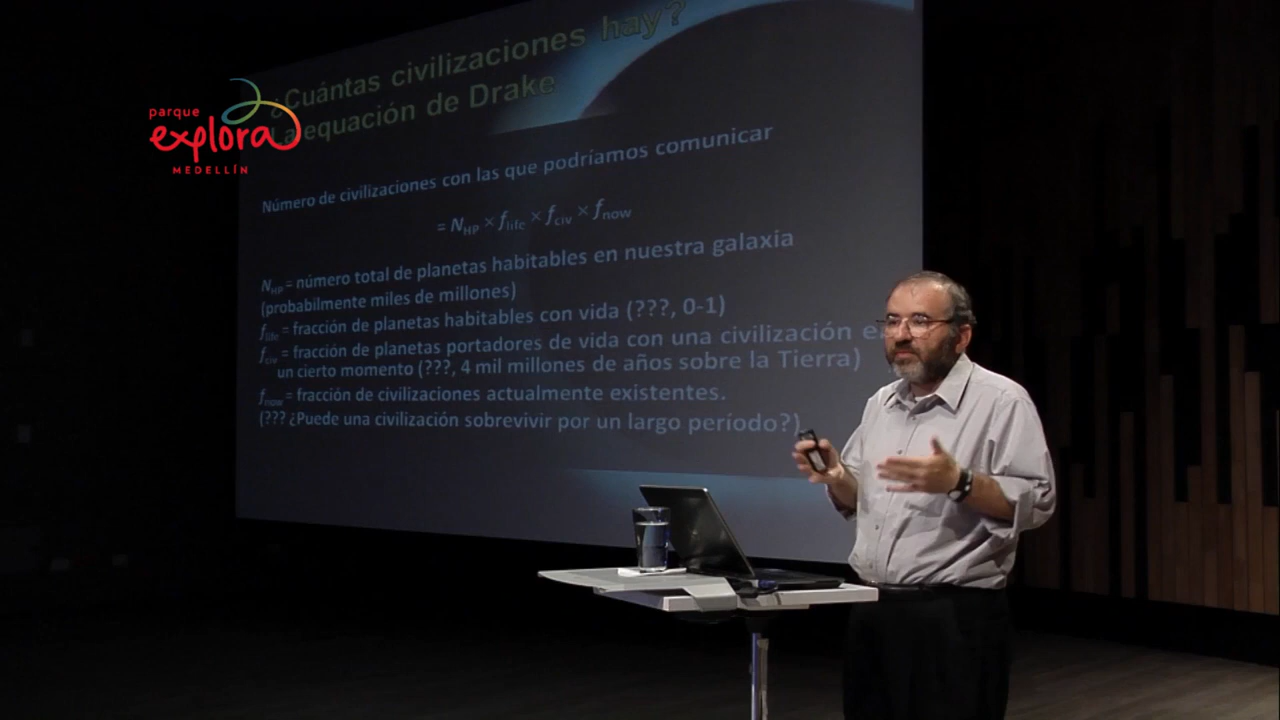 parque
explora
MEDELLÍN
¿Cuántas civilizaciones hay?
La equación de Drake
Número de civilizaciones con las que podríamos comunicar
= N_HP × f_life × f_civ × f_now
N_HP = número total de planetas habitables en nuestra galaxia
(probabilmente miles de millones)
f_life = fracción de planetas habitables con vida (???, 0-1)
f_civ = fracción de planetas portadores de vida con una civilización en
un cierto momento (???, 4 mil millones de años sobre la Tierra)
f_now = fracción de civilizaciones actualmente existentes.
(??? ¿Puede una civilización sobrevivir por un largo período?)